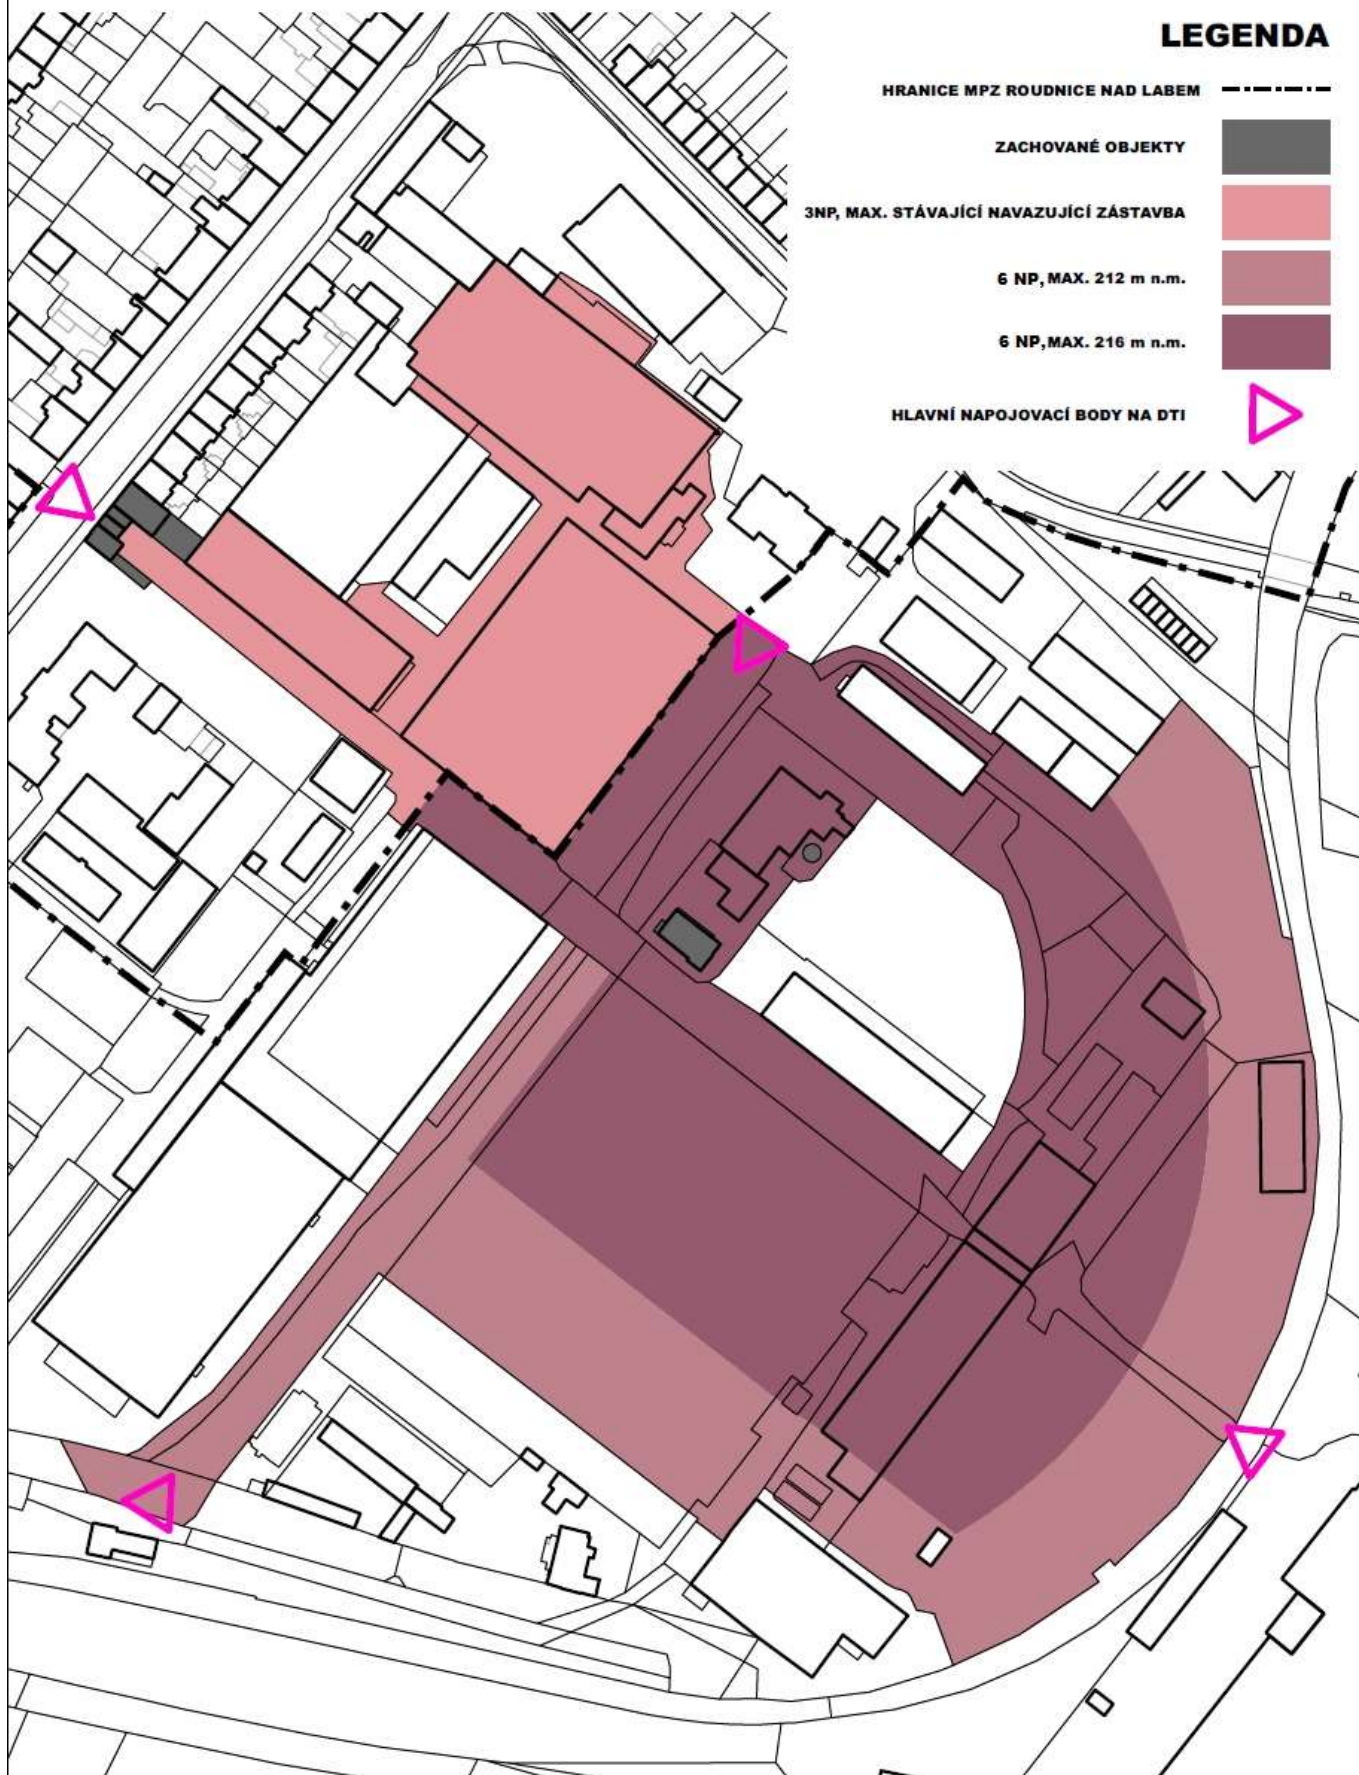 LEGENDA
HRANICE MPZ ROUDNICE NAD LABEM
ZACHOVANÉ OBJEKTY
3NP, MAX. STÁVAJÍCÍ NAVAZUJÍCÍ ZÁSTAVBA
6 NP, MAX. 212 m n.m.
6 NP, MAX. 216 m n.m.
HLAVNÍ NAPOJOVACÍ BODY NA DTI